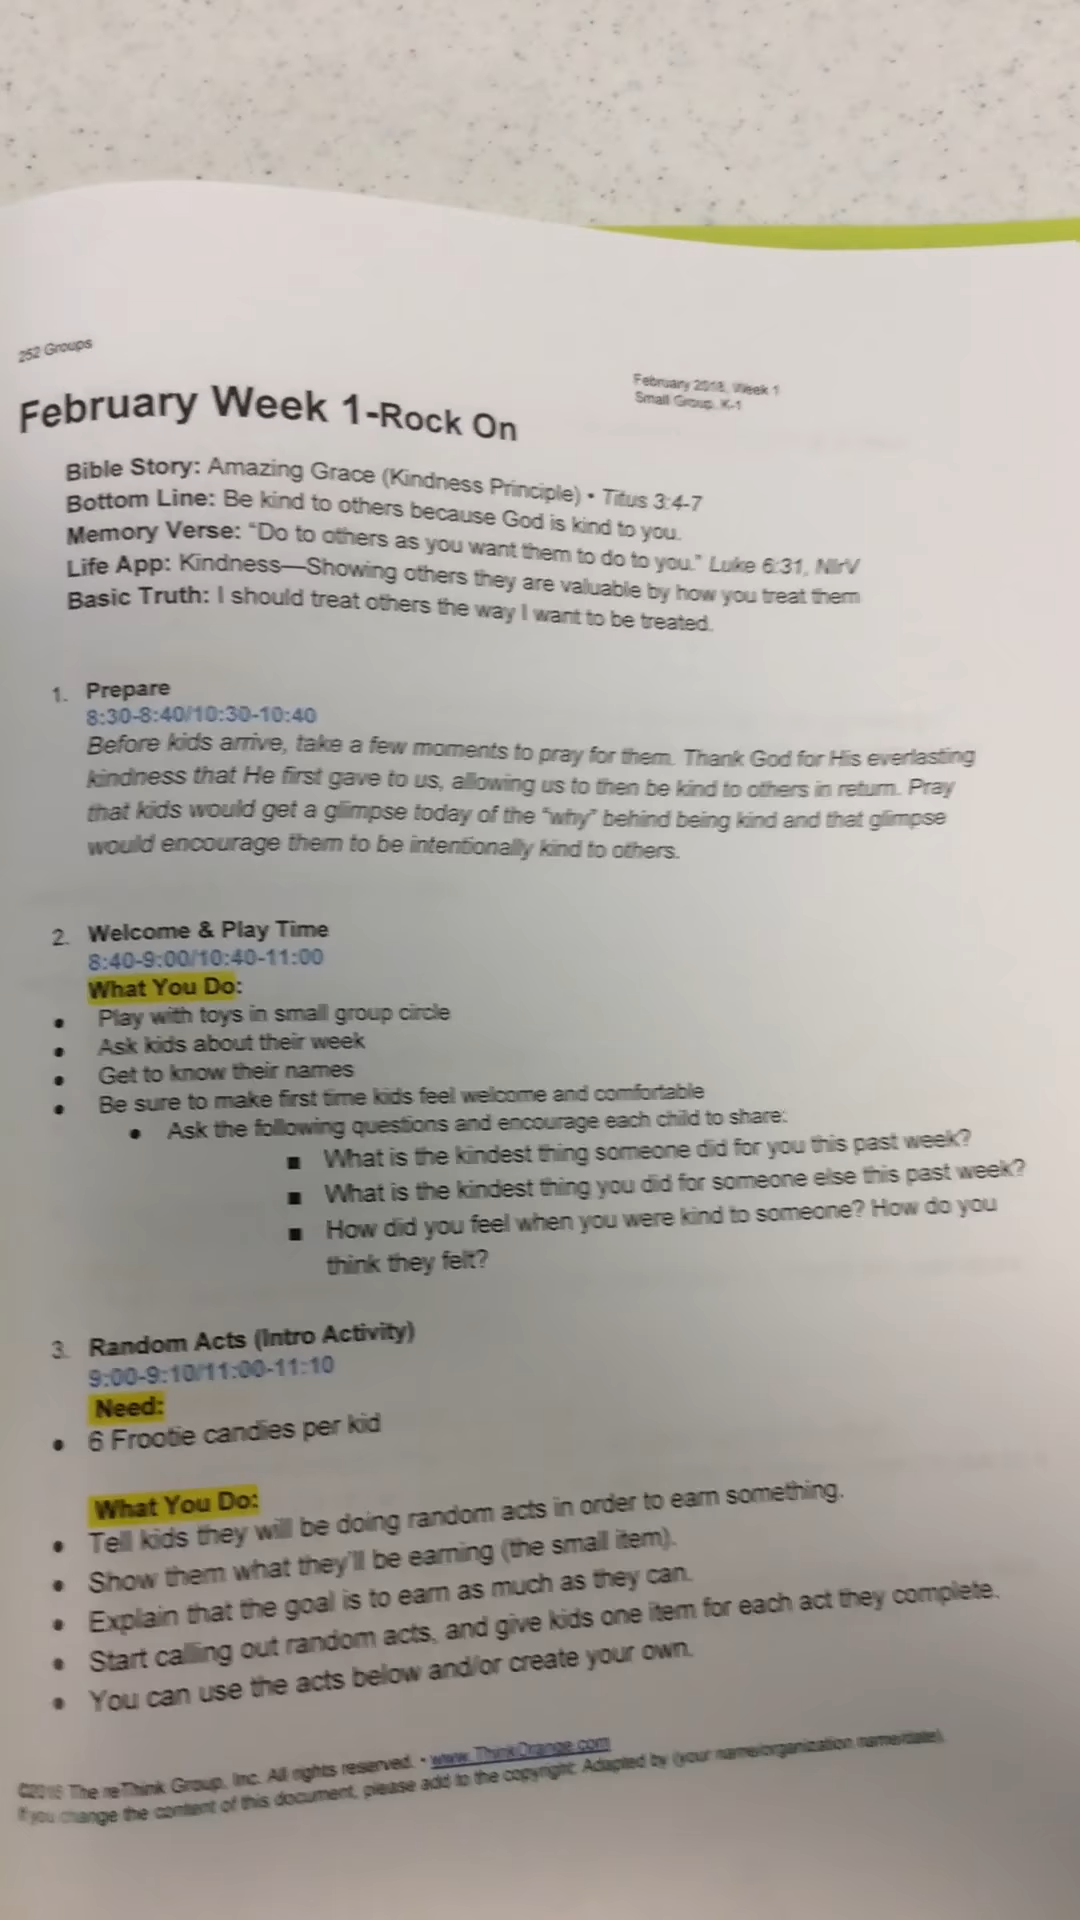 252 Groups
February 2018, Week 1
Small Group, K-1
February Week 1-Rock On
Bible Story: Amazing Grace (Kindness Principle) • Titus 3:4-7
Bottom Line: Be kind to others because God is kind to you.
Memory Verse: “Do to others as you want them to do to you.” Luke 6:31, NIrV
Life App: Kindness—Showing others they are valuable by how you treat them
Basic Truth: I should treat others the way I want to be treated.
1. Prepare
8:30-8:40/10:30-10:40
Before kids arrive, take a few moments to pray for them. Thank God for His everlasting
kindness that He first gave to us, allowing us to then be kind to others in return. Pray
that kids would get a glimpse today of the “why” behind being kind and that glimpse
would encourage them to be intentionally kind to others.
2. Welcome & Play Time
8:40-9:00/10:40-11:00
What You Do:
• Play with toys in small group circle
• Ask kids about their week
• Get to know their names
• Be sure to make first time kids feel welcome and comfortable
• Ask the following questions and encourage each child to share:
■ What is the kindest thing someone did for you this past week?
■ What is the kindest thing you did for someone else this past week?
■ How did you feel when you were kind to someone? How do you
think they felt?
3. Random Acts (Intro Activity)
9:00-9:10/11:00-11:10
Need:
• 6 Frootie candies per kid
What You Do:
• Tell kids they will be doing random acts in order to earn something.
• Show them what they'll be earning (the small item).
• Explain that the goal is to earn as much as they can.
• Start calling out random acts, and give kids one item for each act they complete.
• You can use the acts below and/or create your own.
The reThink Group, Inc. All rights reserved. • www.ThinkOrange.com
If you change the content of this document, please add to the copyright: Adapted by (your name/organization name/date).